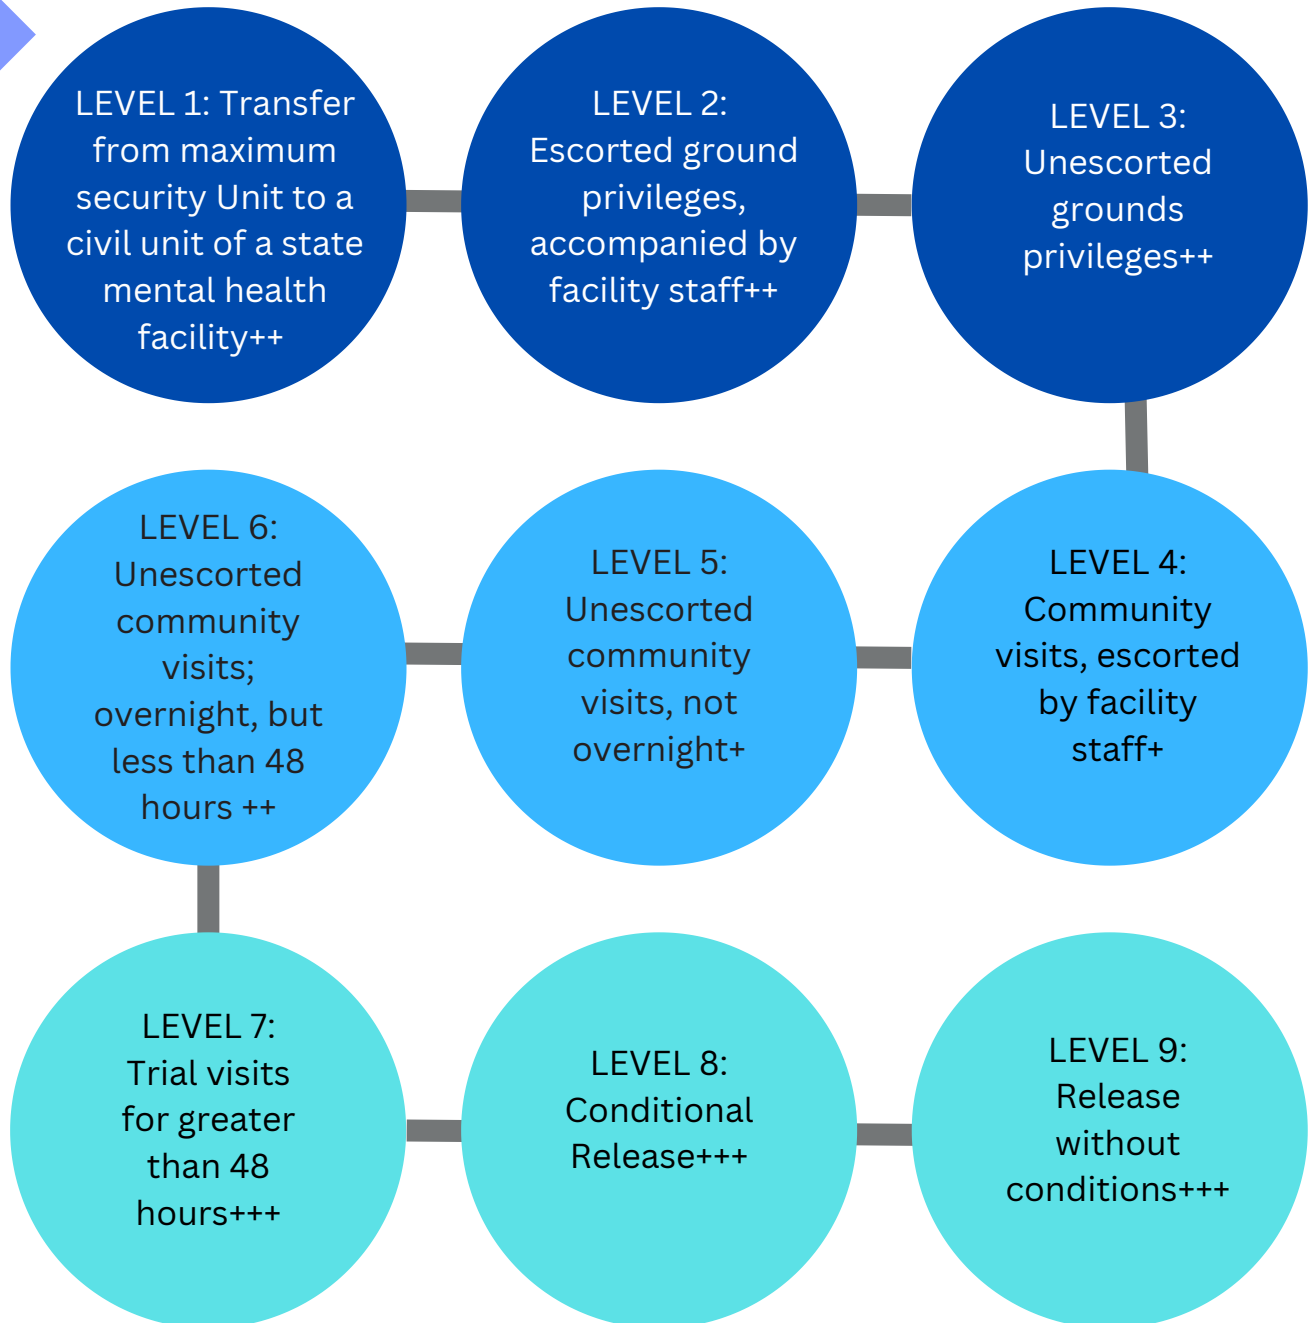 LEVEL 1: Transfer
from maximum
security Unit to a
civil unit of a state
mental health
facility++
LEVEL 2:
Escorted ground
privileges,
accompanied by
facility staff++
LEVEL 3:
Unescorted
grounds
privileges++
LEVEL 4:
Community
visits, escorted
by facility
staff+
LEVEL 5:
Unescorted
community
visits, not
overnight+
LEVEL 6:
Unescorted
community
visits;
overnight, but
less than 48
hours ++
LEVEL 7:
Trial visits
for greater
than 48
hours+++
LEVEL 8:
Conditional
Release+++
LEVEL 9:
Release
without
conditions+++